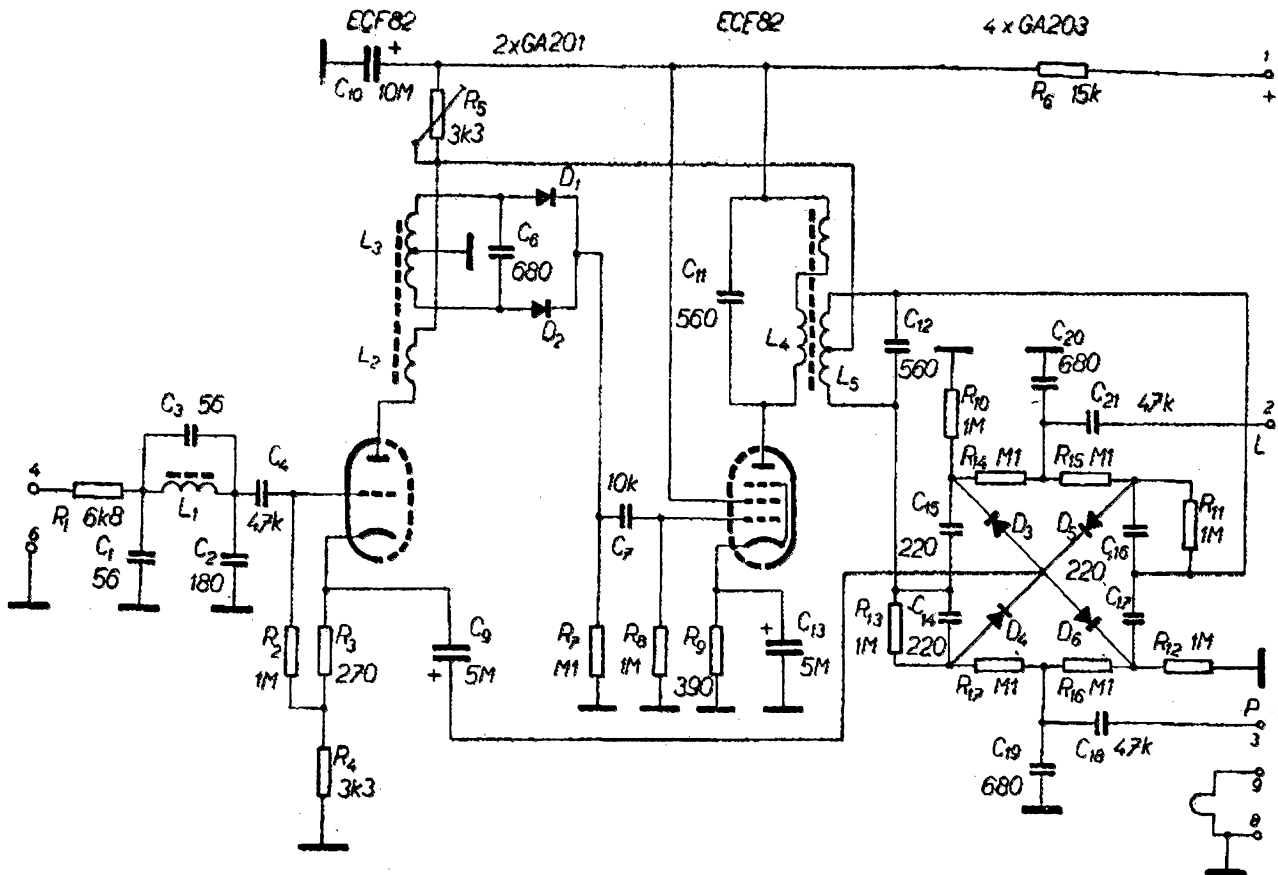 ECF82
2xGA201
ECF82
4xGA203
1
+
C10 10M
+
R5
3k3
R6 15k
D1
L3
C6
680
D2
L2
C11
560
L4
L5
C12
560
C20
680
C21 47k
2
L
R10
1M
R14 M1
R15 M1
C3 56
4
R1 6k8
L1
C4
47k
6
C1
56
C2
180
10k
C7
C15
220
D3
D5
C16
220
R11
1M
C17
R2
1M
R3
270
C9
+ 5M
R7
M1
R8
1M
R9
390
+
C13
5M
R13
1M
C14
220
D4
D6
R12 1M
R17 M1
R16 M1
R4
3k3
C19
680
C18 47k
P
3
9
8